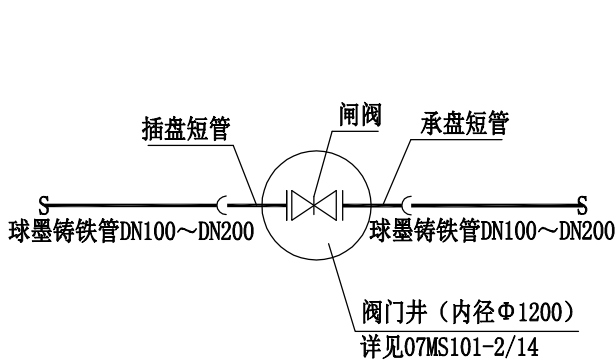 闸阀
插盘短管
承盘短管
S
S
球墨铸铁管DN100～DN200
球墨铸铁管DN100～DN200
阀门井（内径Φ1200）
详见07MS101-2/14